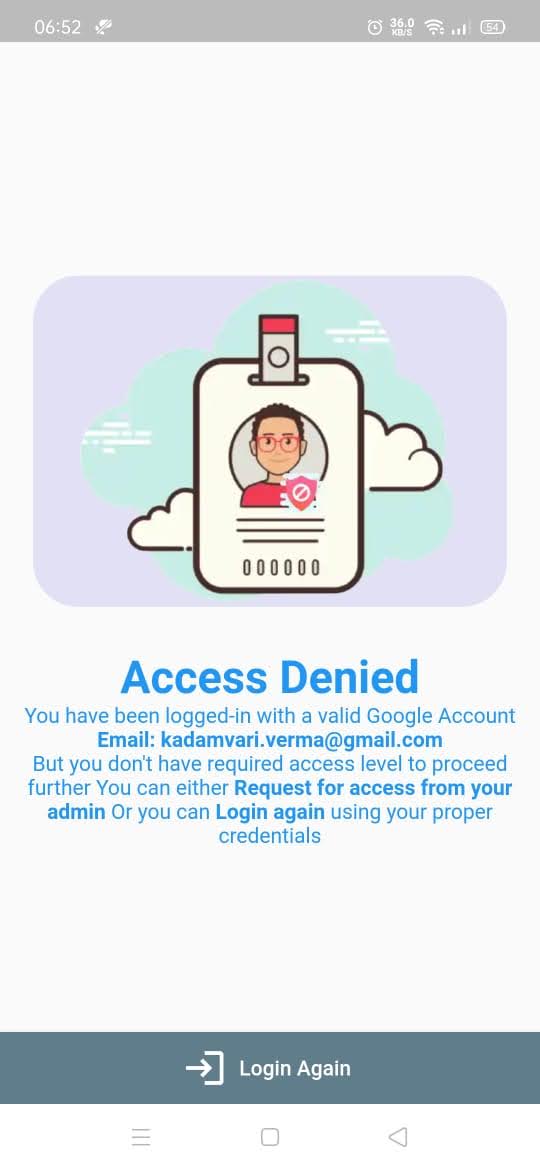 06:52 36.0 54
KB/S
000000
Access Denied
You have been logged-in with a valid Google Account
Email: kadamvari.verma@gmail.com
But you don't have required access level to proceed
further You can either Request for access from your
admin Or you can Login again using your proper
credentials
Login Again